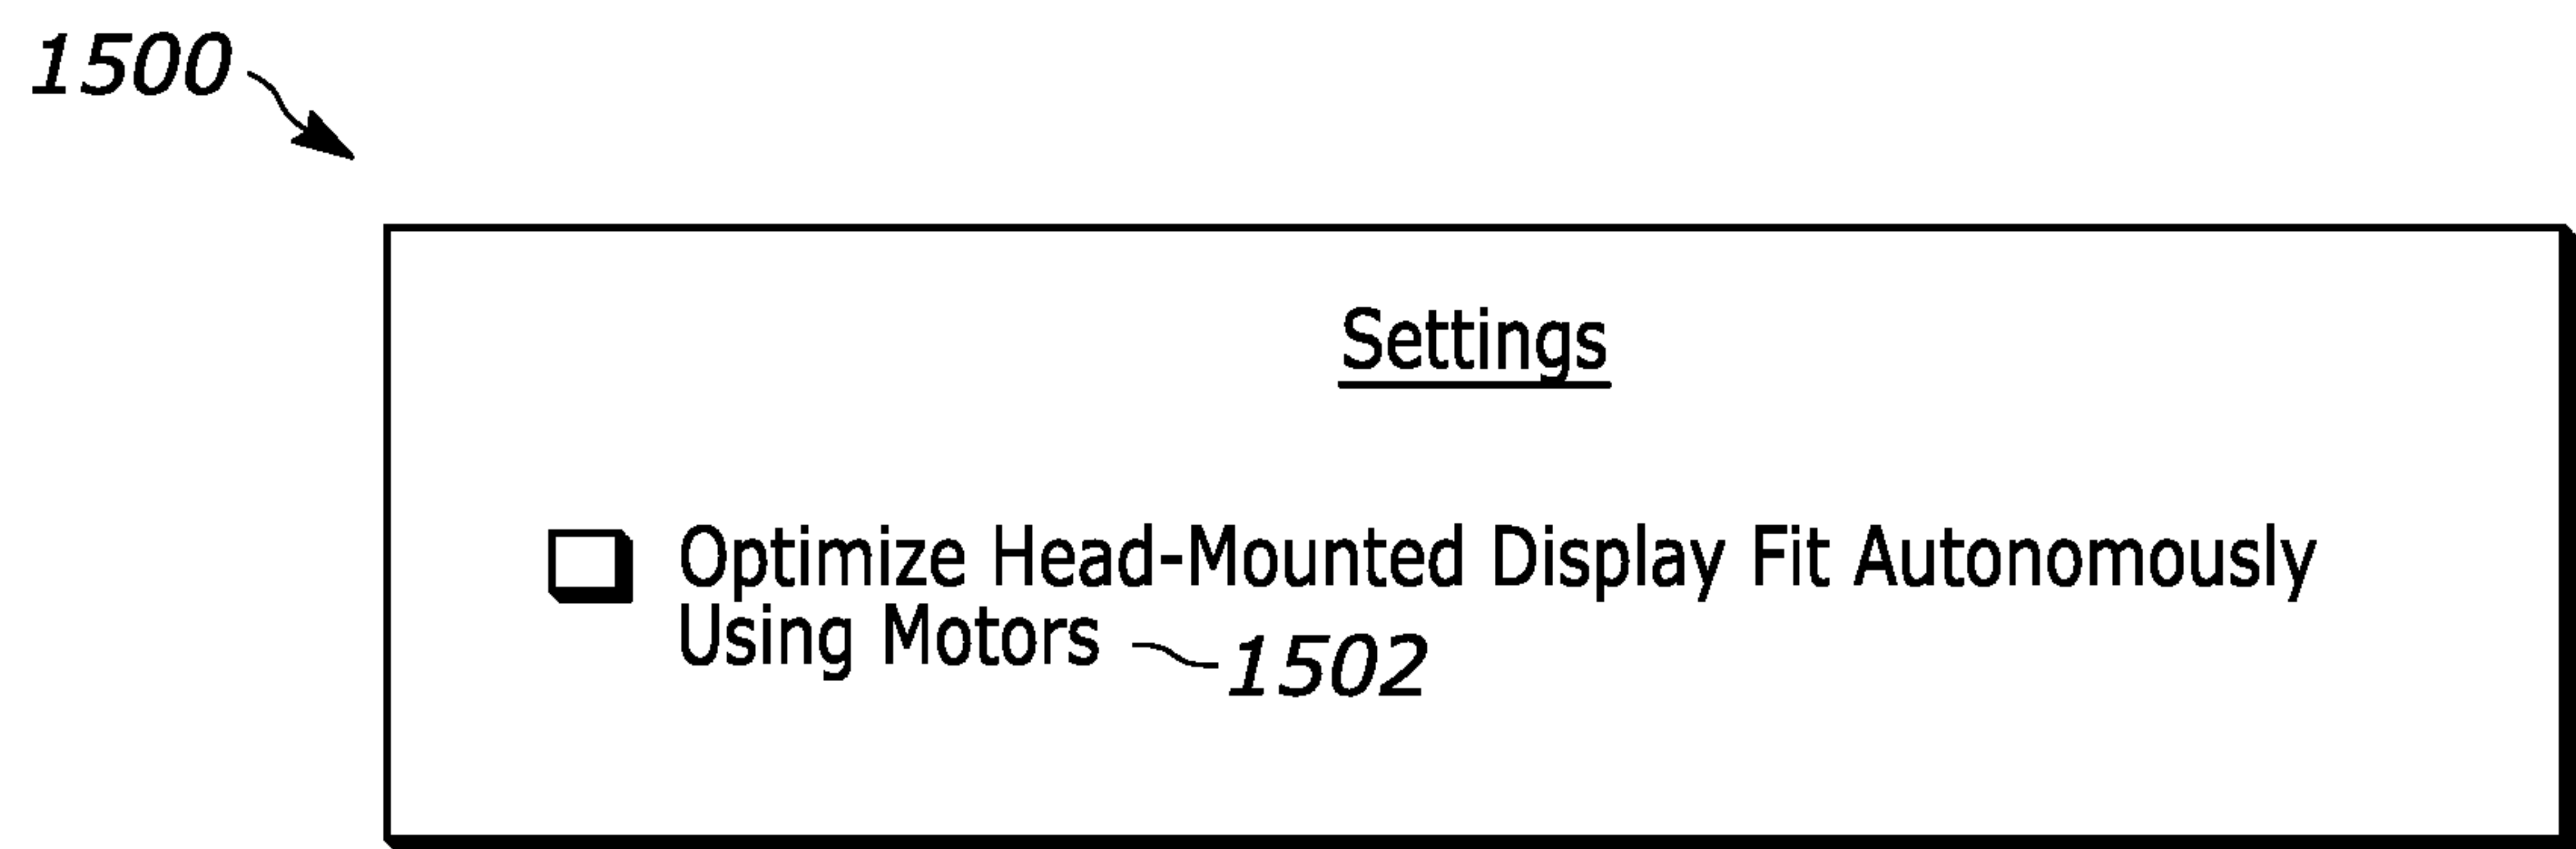 1500
Settings
Optimize Head-Mounted Display Fit Autonomously
Using Motors 1502